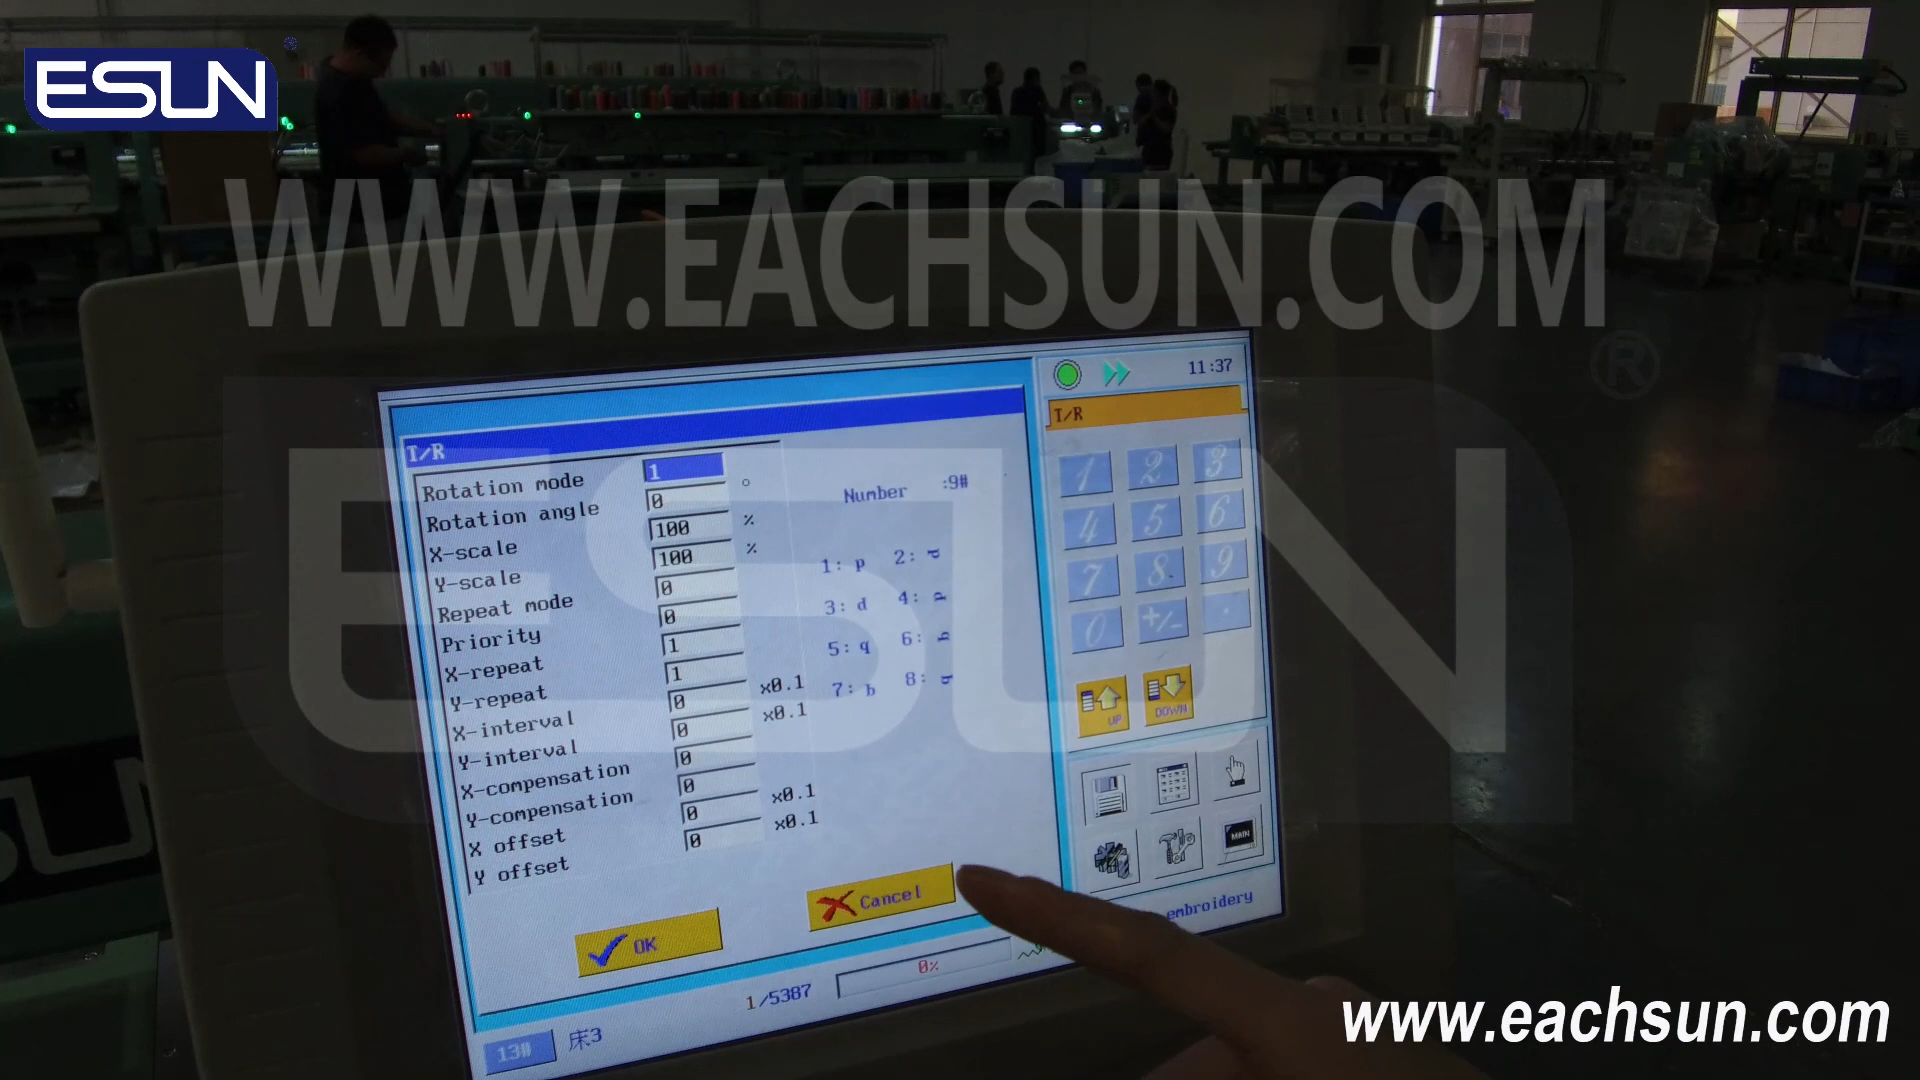 ESUN ®
WWW.EACHSUN.COM
ESUN ®
11:37
T/R
T/R
Rotation mode 1
Rotation angle 0 °
X-scale 100 %
Y-scale 100 %
Repeat mode 0
Priority 0
X-repeat 1
Y-repeat 1
X-interval 0 x0.1
Y-interval 0 x0.1
X-compensation 0
Y-compensation 0
X offset 0 x0.1
Y offset 0 x0.1
Number :9#
1: p 2:
3: d 4:
5: q 6:
7: b 8:
OK
Cancel
1 2 3
4 5 6
7 8 9
0 +/- .
UP DOWN
MAIN
embroidery
1/5387
0%
13#
床3
www.eachsun.com